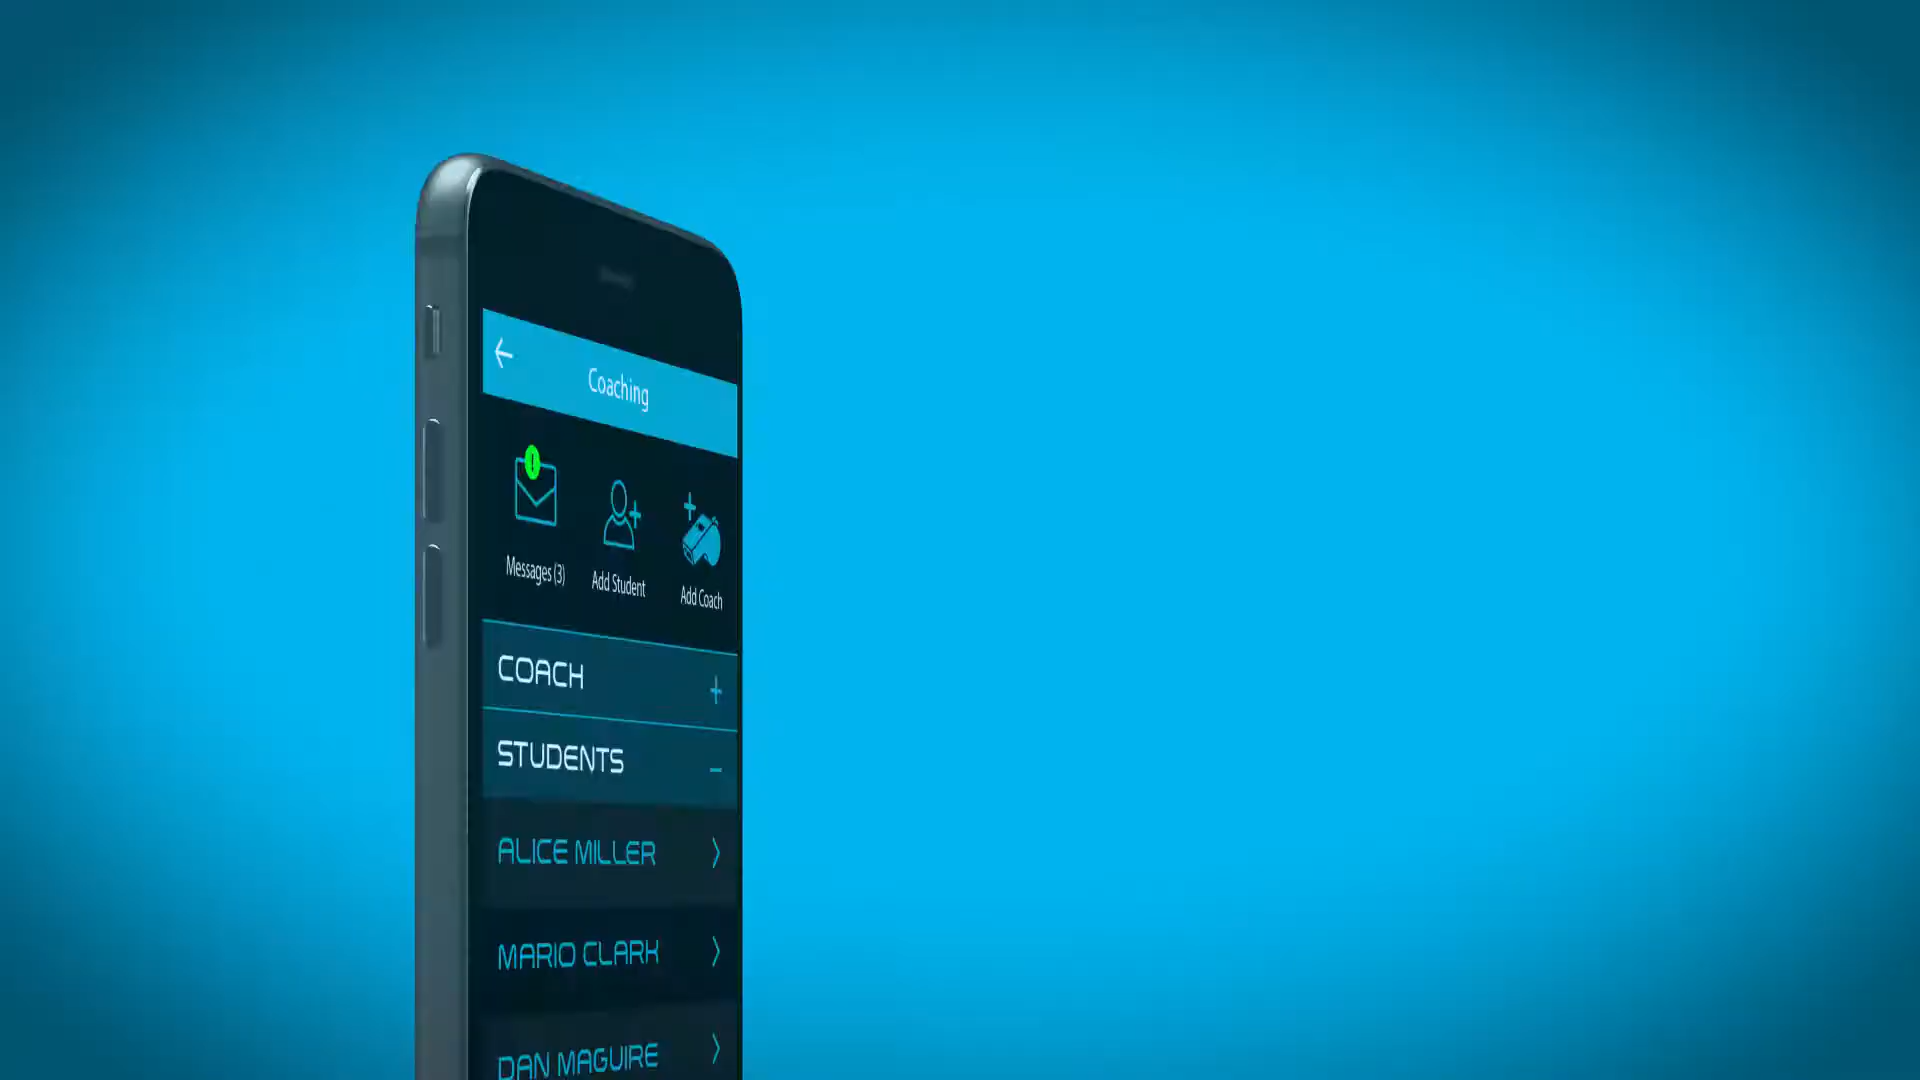 Coaching
Messages (3)
Add Student
Add Coach
COACH
STUDENTS
ALICE MILLER
MARIO CLARK
DAN MAGUIRE